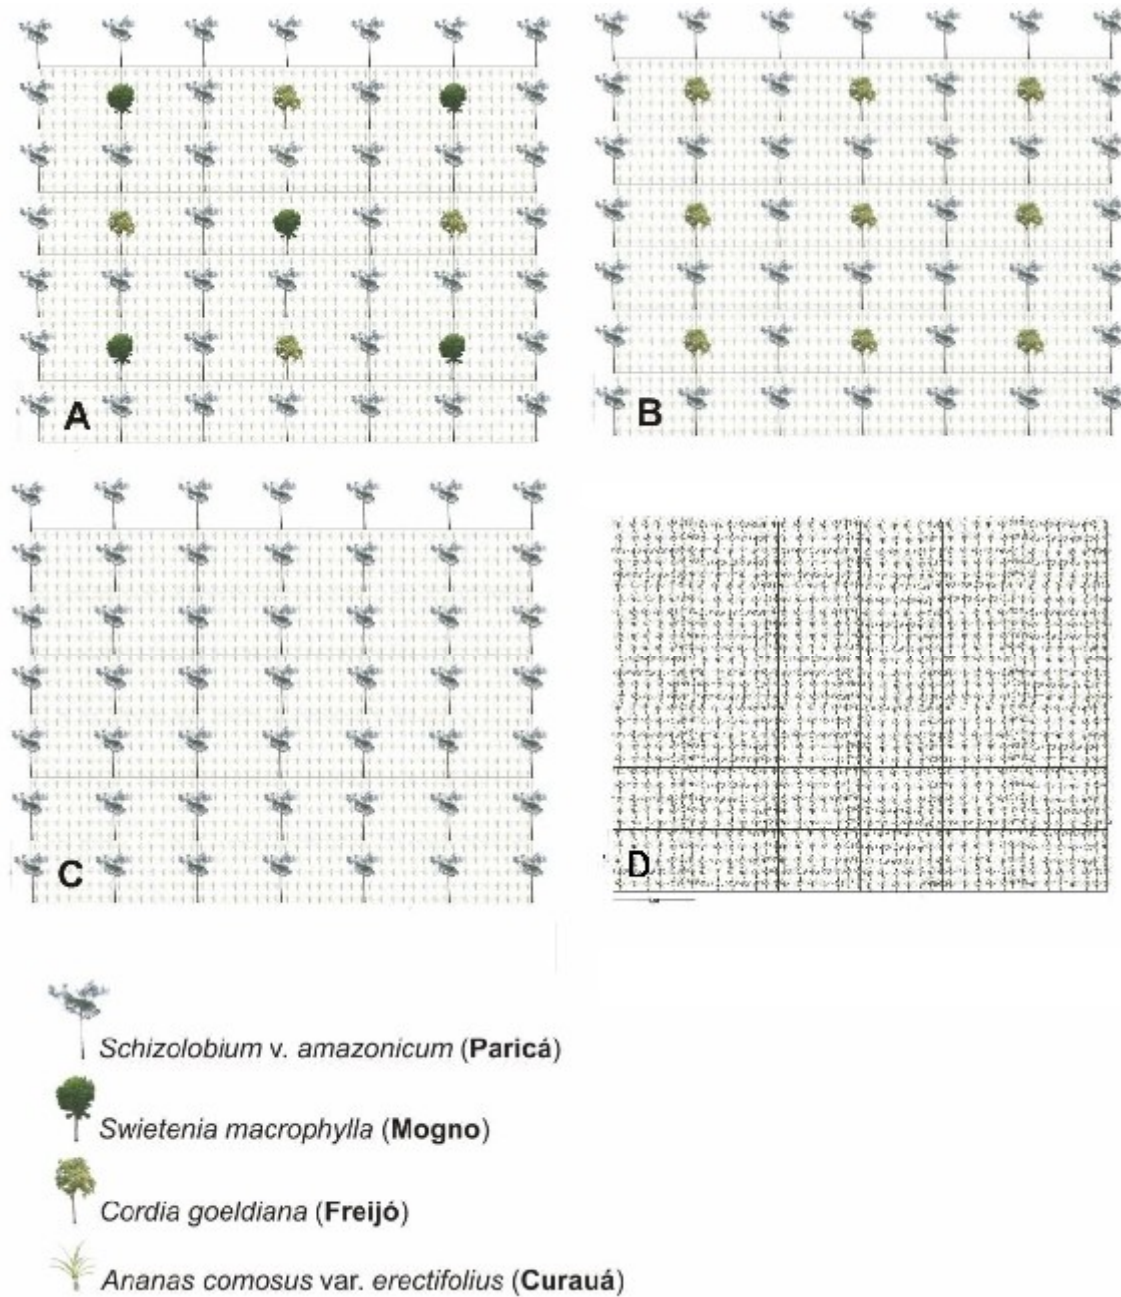 A
B
C
D
Schizolobium v. amazonicum (Paricá)
Swietenia macrophylla (Mogno)
Cordia goeldiana (Freijó)
Ananas comosus var. erectifolius (Curauá)